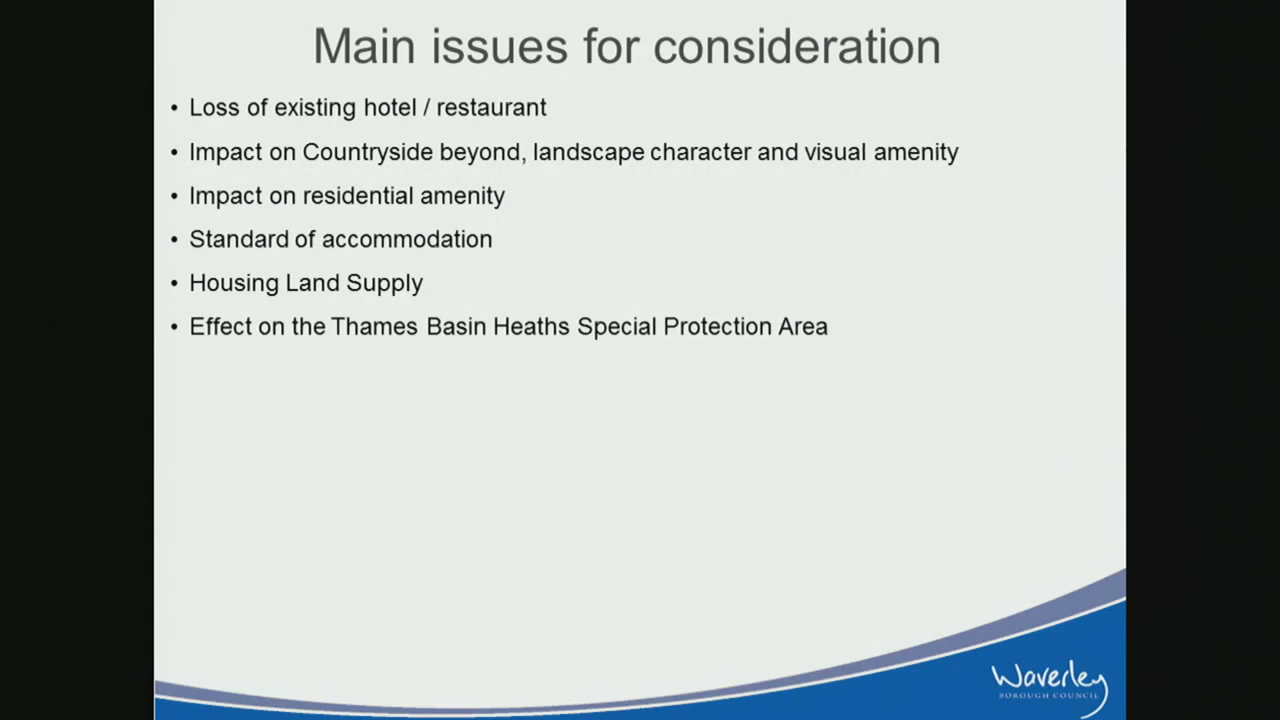 Main issues for consideration
• Loss of existing hotel / restaurant
• Impact on Countryside beyond, landscape character and visual amenity
• Impact on residential amenity
• Standard of accommodation
• Housing Land Supply
• Effect on the Thames Basin Heaths Special Protection Area
Waverley
BOROUGH COUNCIL